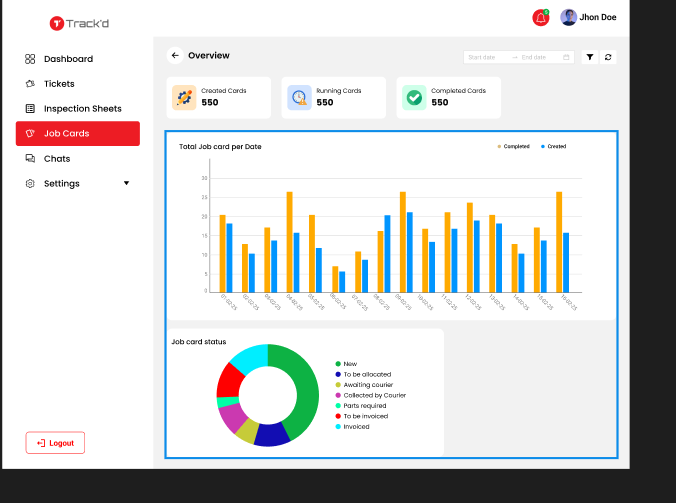 Track'd
Jhon Doe
Dashboard
Tickets
Inspection Sheets
Job Cards
Chats
Settings
Logout
Overview
Start date → End date
Created Cards
550
Running Cards
550
Completed Cards
550
Total Job card per Date
Completed
Created
30
25
20
15
10
5
0
01-02-25
02-02-25
03-02-25
04-02-25
05-02-25
06-02-25
07-02-25
08-02-25
09-02-25
10-02-25
11-02-25
12-02-25
13-02-25
14-02-25
15-02-25
16-02-25
Job card status
New
To be allocated
Awaiting courier
Collected by Courier
Parts required
To be invoiced
Invoiced